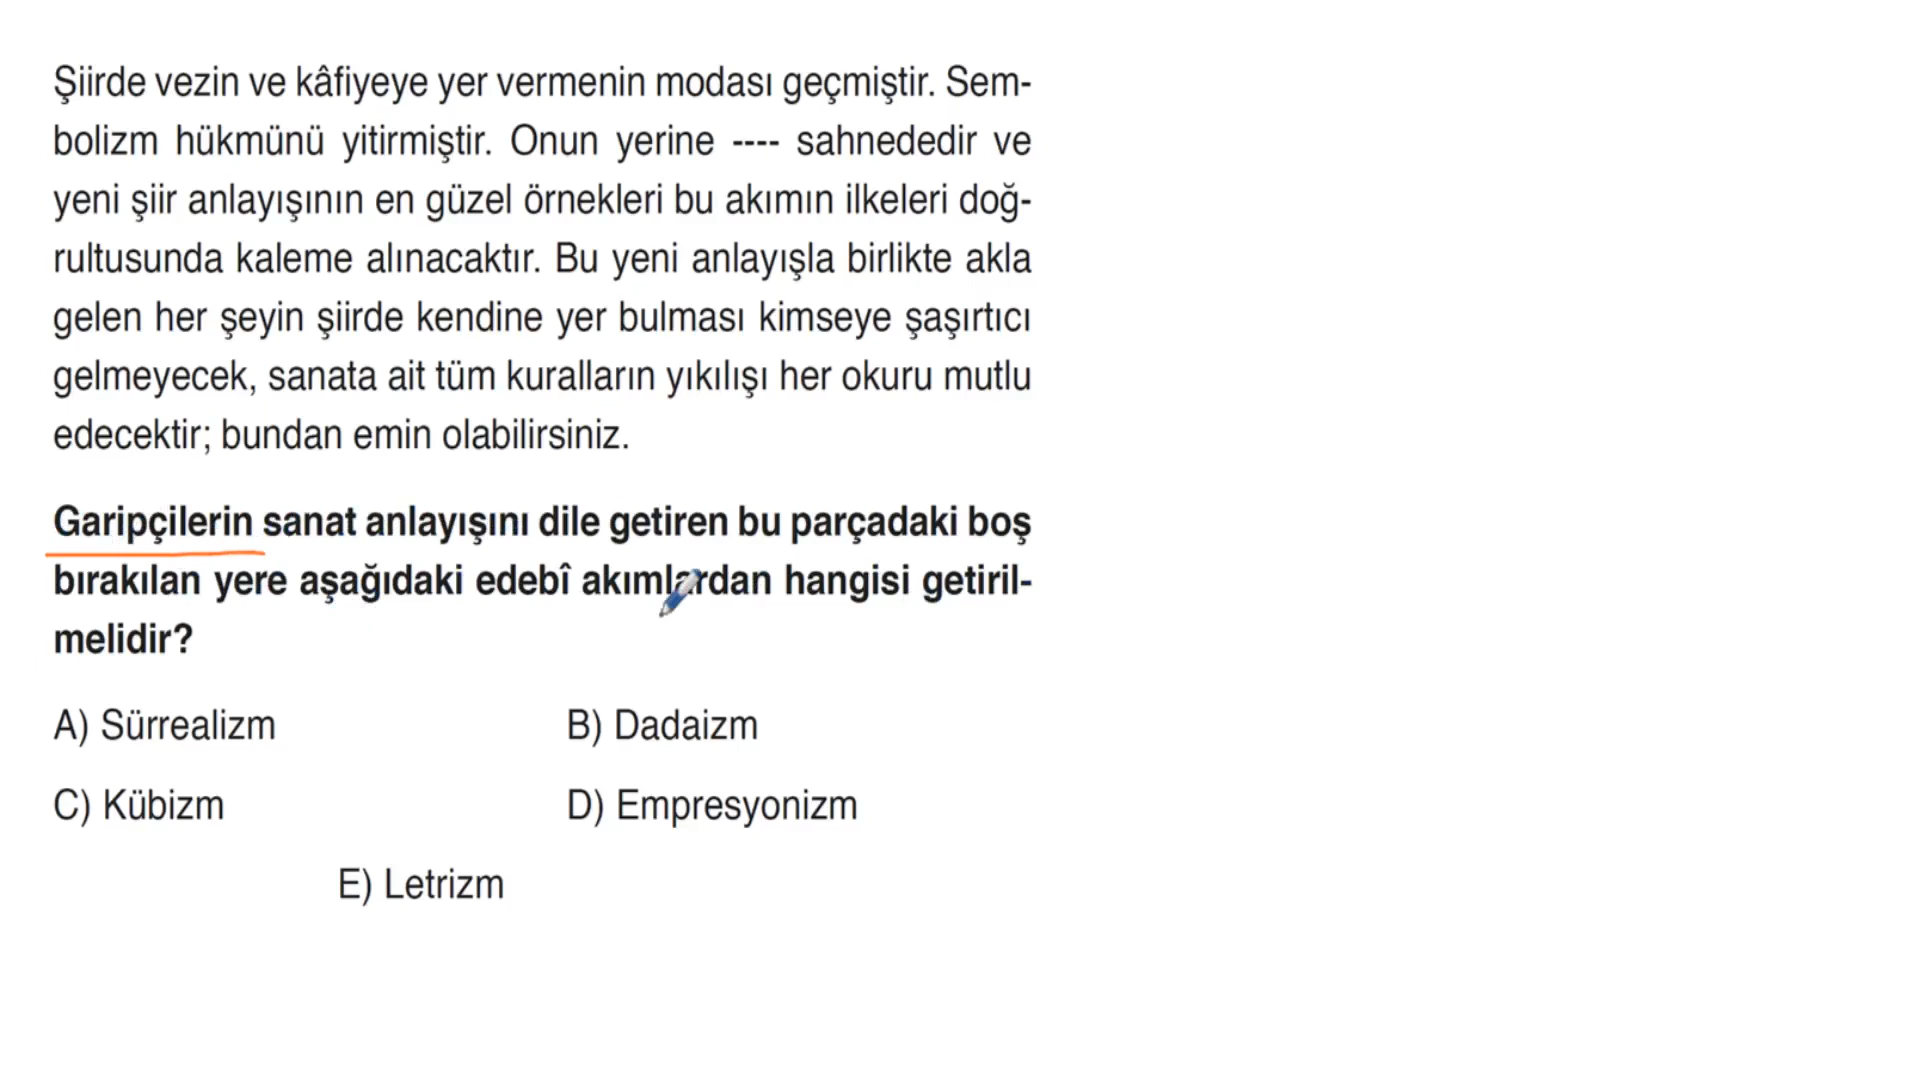 Şiirde vezin ve kâfiyeye yer vermenin modası geçmiştir. Sem-
bolizm hükmünü yitirmiştir. Onun yerine ---- sahnededir ve
yeni şiir anlayışının en güzel örnekleri bu akımın ilkeleri doğ-
rultusunda kaleme alınacaktır. Bu yeni anlayışla birlikte akla
gelen her şeyin şiirde kendine yer bulması kimseye şaşırtıcı
gelmeyecek, sanata ait tüm kuralların yıkılışı her okuru mutlu
edecektir; bundan emin olabilirsiniz.
Garipçilerin sanat anlayışını dile getiren bu parçadaki boş
bırakılan yere aşağıdaki edebî akımlardan hangisi getiril-
melidir?
A) Sürrealizm B) Dadaizm
C) Kübizm D) Empresyonizm
E) Letrizm